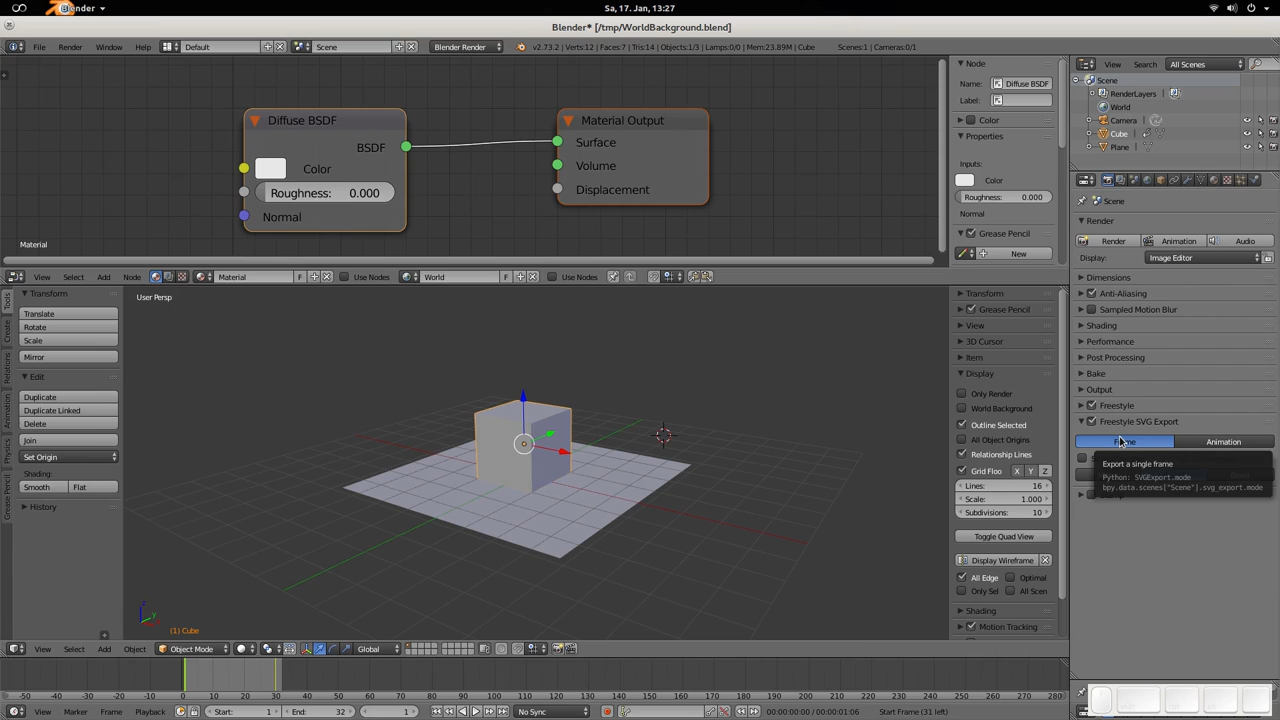 Blender
Sa, 17. Jan, 13:27
Blender* [/tmp/WorldBackground.blend]
File Render Window Help Default Scene Blender Render v2.73.2 | Verts:12 | Faces:7 | Tris:14 | Objects:1/3 | Lamps:0/0 | Mem:23.89M | Cube Scenes:1 | Cameras:0/1
Diffuse BSDF
BSDF
Color
Roughness: 0.000
Normal
Material Output
Surface
Volume
Displacement
Material
Node
Name: Diffuse BSDF
Label:
Color
Properties
Inputs:
Color
Roughness: 0.000
Normal
Grease Pencil
New
View Select Add Node Material F Use Nodes World F Use Nodes
Tools
Create
Relations
Animation
Physics
Grease Pencil
Transform
Translate
Rotate
Scale
Mirror
Edit
Duplicate
Duplicate Linked
Delete
Join
Set Origin
Shading:
Smooth Flat
History
User Persp
(1) Cube
Transform
Grease Pencil
View
3D Cursor
Item
Display
Only Render
World Background
Outline Selected
All Object Origins
Relationship Lines
Grid Floo X Y Z
Lines: 16
Scale: 1.000
Subdivisions: 10
Toggle Quad View
Display Wireframe
All Edge Optimal
Only Sel All Scen
Shading
Motion Tracking
View Select Add Object Object Mode Global
-50 -40 -30 -20 -10 0 10 20 30 40 50 60 70 80 90 100 110 120 130 140 150 160 170 180 190 200 210 220 230 240 250 260 270 280
View Marker Frame Playback Start: 1 End: 32 1 No Sync 00:00:00:00 / 00:00:01:06 Start Frame (31 left)
View Search All Scenes
Scene
RenderLayers
World
Camera
Cube
Plane
Scene
Render
Render Animation Audio
Display: Image Editor
Dimensions
Anti-Aliasing
Sampled Motion Blur
Shading
Performance
Post Processing
Bake
Output
Freestyle
Freestyle SVG Export
Frame Animation
Export a single frame
Python: SVGExport.mode
bpy.data.scenes["Scene"].svg_export.mode